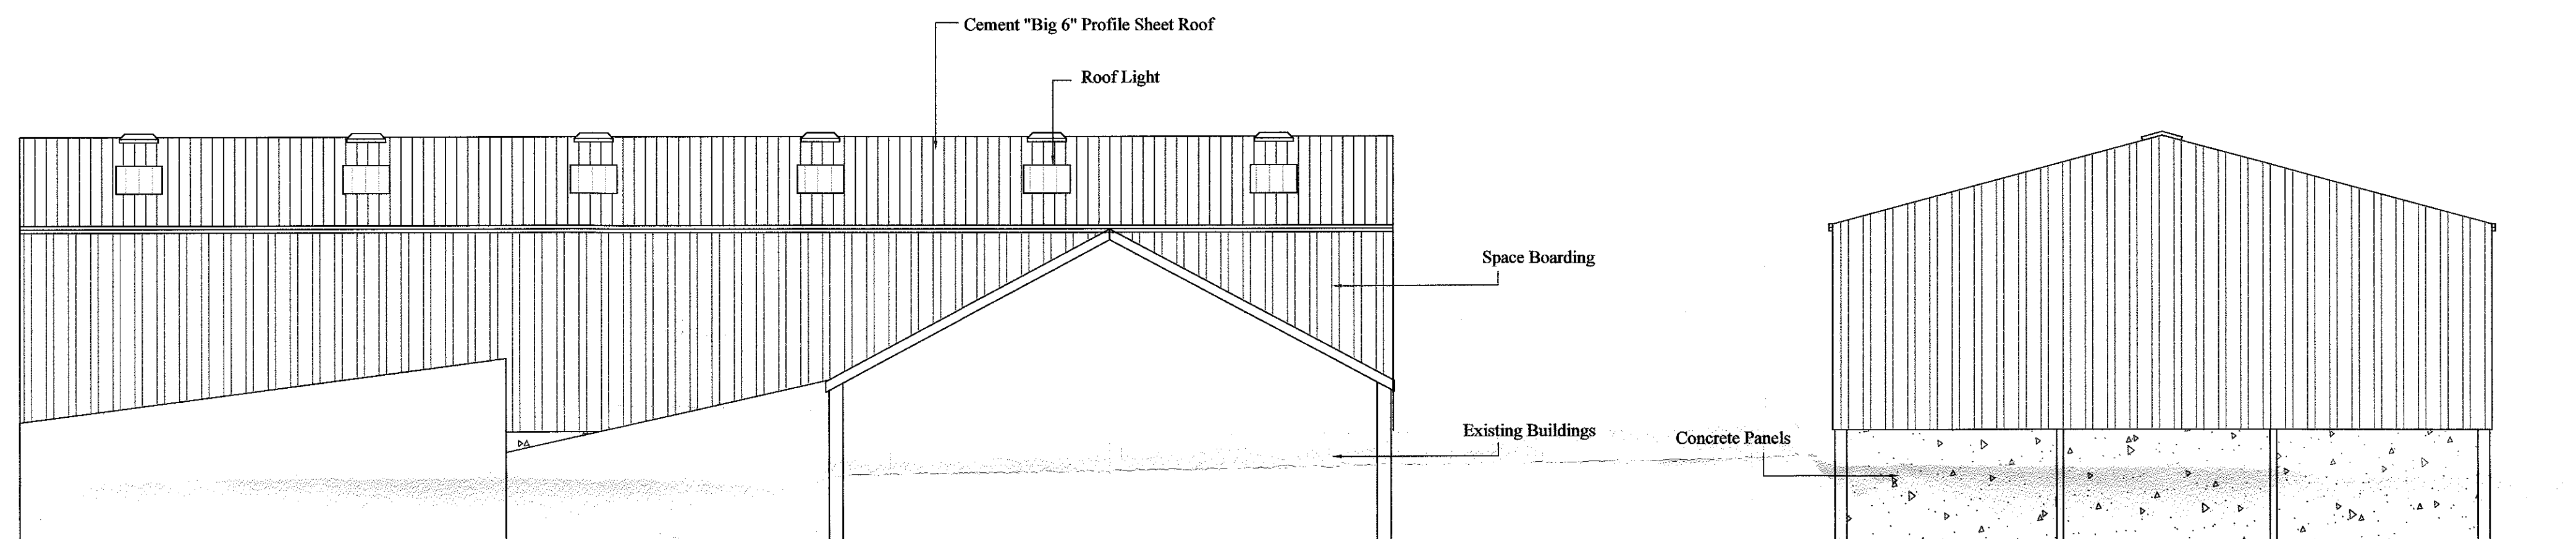 Cement "Big 6" Profile Sheet Roof
Roof Light
Space Boarding
Existing Buildings
Concrete Panels